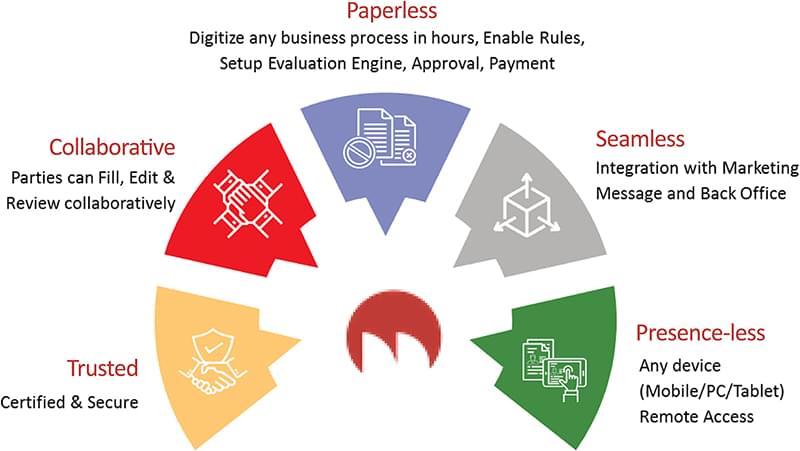 Paperless
Digitize any business process in hours, Enable Rules,
Setup Evaluation Engine, Approval, Payment
Collaborative
Parties can Fill, Edit &
Review collaboratively
Seamless
Integration with Marketing
Message and Back Office
Trusted
Certified & Secure
Presence-less
Any device
(Mobile/PC/Tablet)
Remote Access